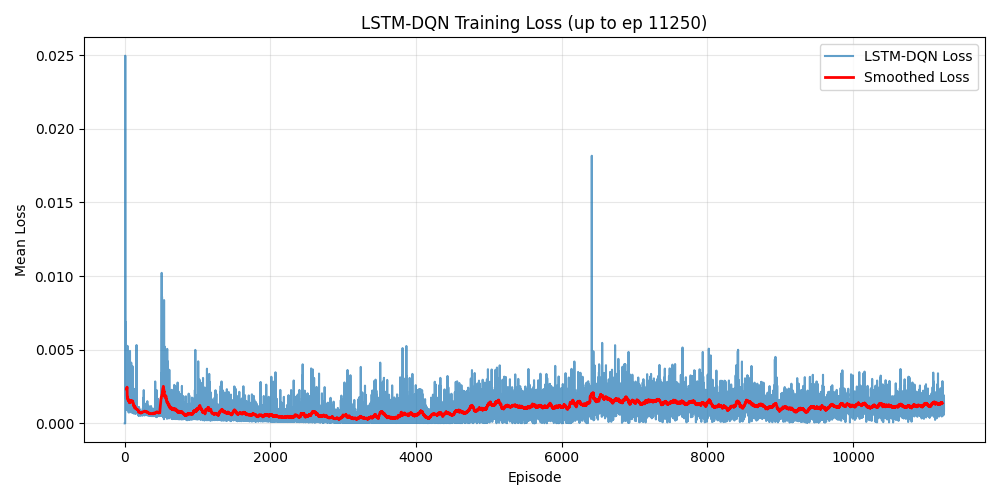 LSTM-DQN Training Loss (up to ep 11250)
LSTM-DQN Loss
Smoothed Loss
Mean Loss
0.025
0.020
0.015
0.010
0.005
0.000
0 2000 4000 6000 8000 10000
Episode